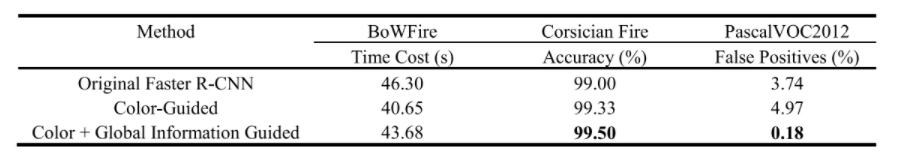 Method BoWFire Corsician Fire PascalVOC2012
Time Cost (s) Accuracy (%) False Positives (%)
Original Faster R-CNN 46.30 99.00 3.74
Color-Guided 40.65 99.33 4.97
Color + Global Information Guided 43.68 99.50 0.18